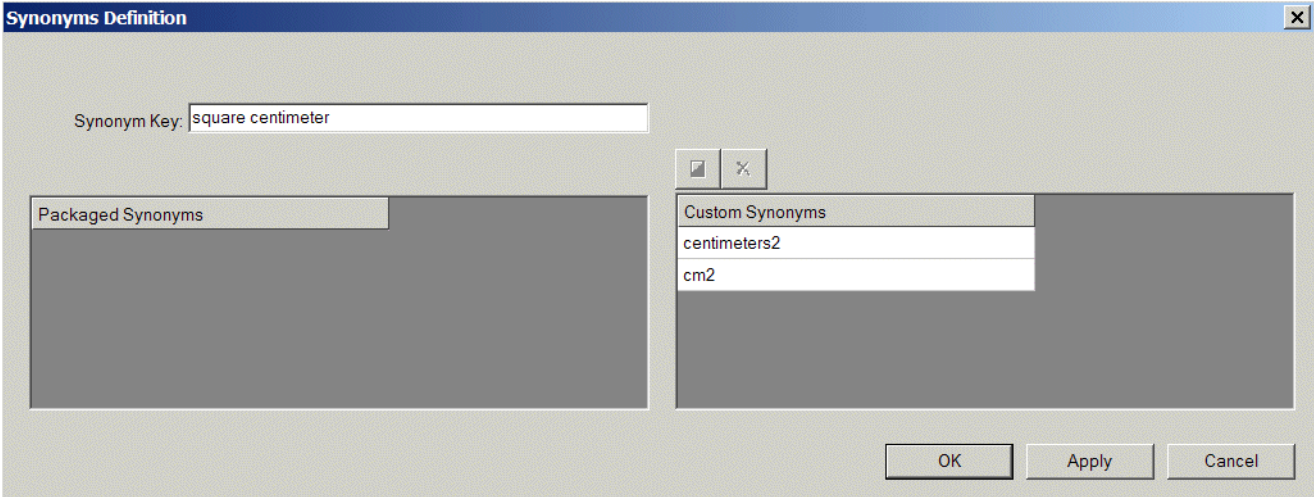 Synonyms Definition
Synonym Key: square centimeter
Packaged Synonyms
Custom Synonyms
centimeters2
cm2
OK Apply Cancel